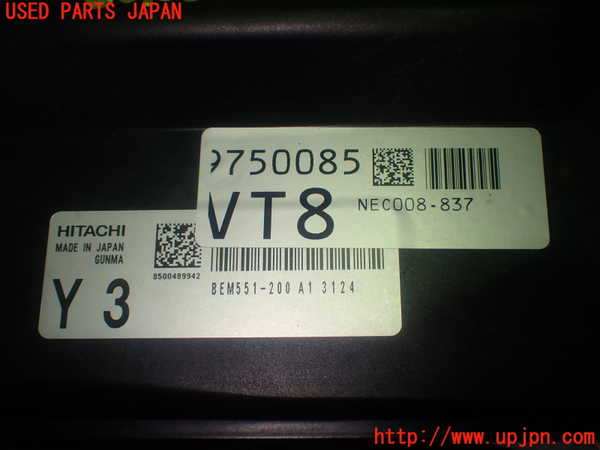 USED PARTS JAPAN
9750085
VT8
NEC008-837
HITACHI
MADE IN JAPAN
GUNMA
8500489942
Y 3
BEM551-200 A1 3124
http://www.upjpn.com/